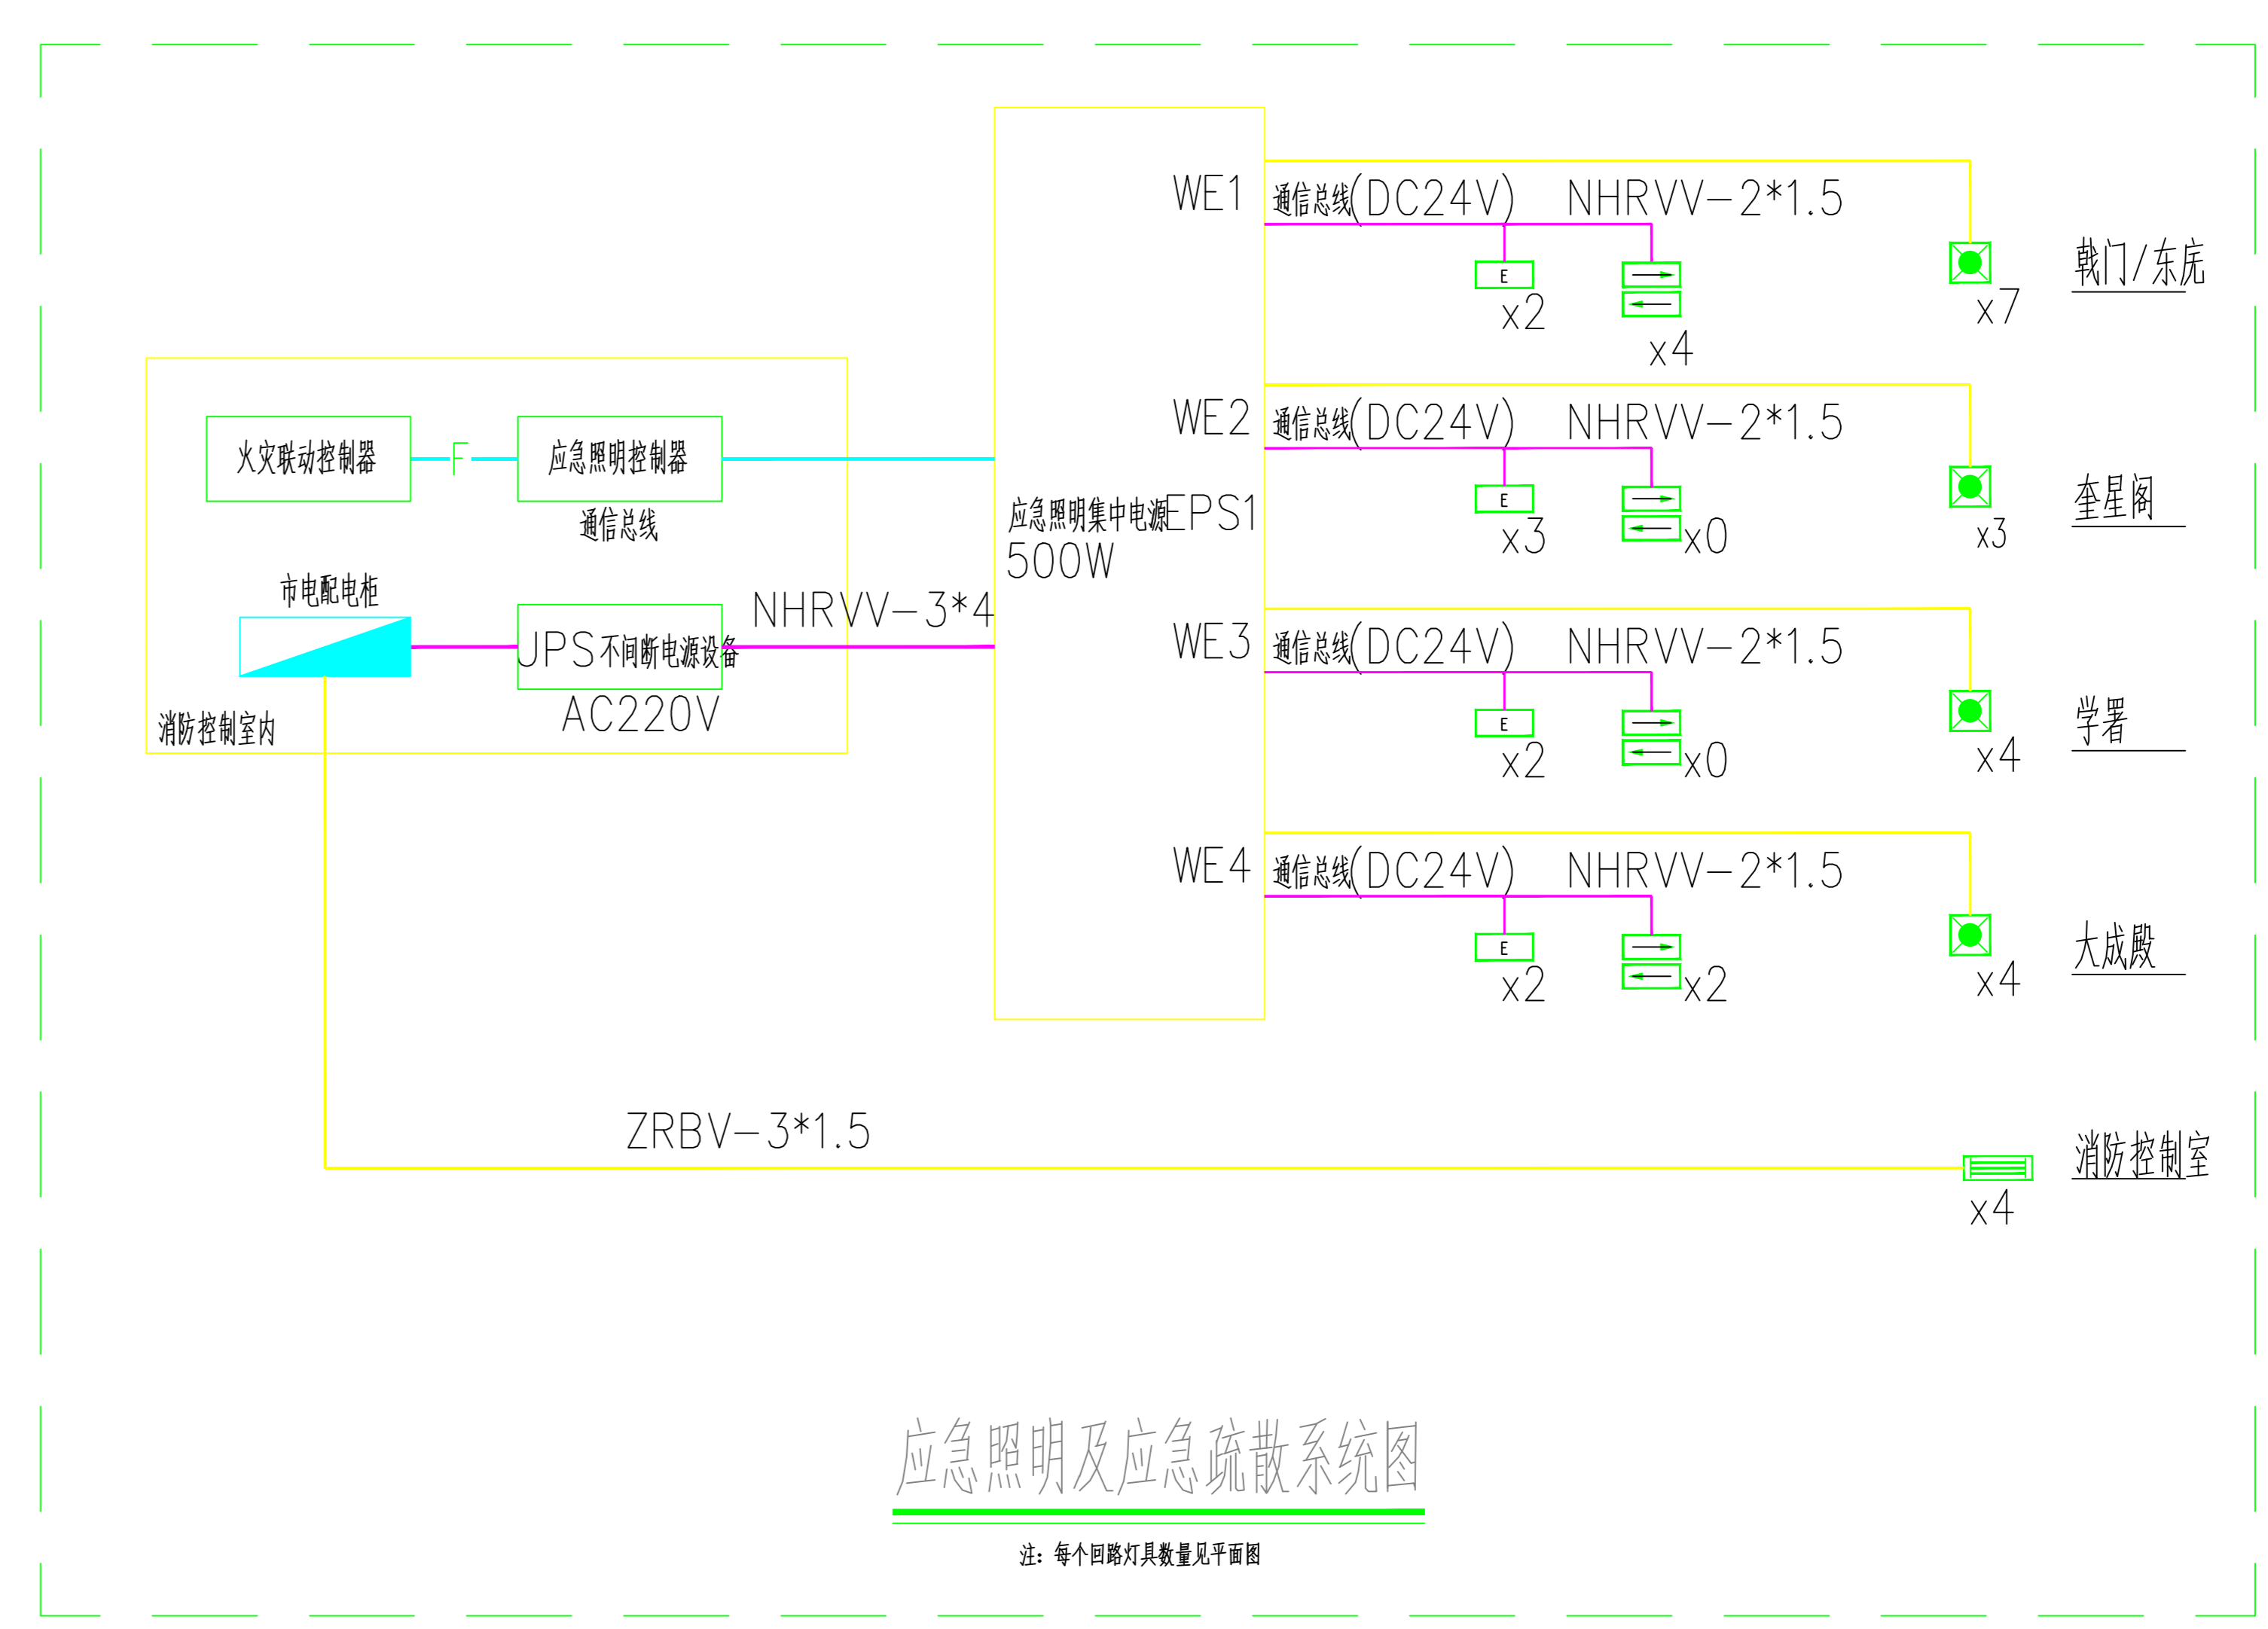 WE1 通信总线(DC24V) NHRVV-2*1.5
E
x2
x4
x7
戟门/东庑
WE2 通信总线(DC24V) NHRVV-2*1.5
E
x3
x0
x3
奎星阁
火灾联动控制器
F
应急照明控制器
通信总线
应急照明集中电源EPS1
500W
市电配电柜
UPS不间断电源设备
AC220V
NHRVV-3*4
消防控制室内
WE3 通信总线(DC24V) NHRVV-2*1.5
E
x2
x0
x4
学署
WE4 通信总线(DC24V) NHRVV-2*1.5
E
x2
x2
x4
大成殿
ZRBV-3*1.5
x4
消防控制室
应急照明及应急疏散系统图
注: 每个回路灯具数量见平面图